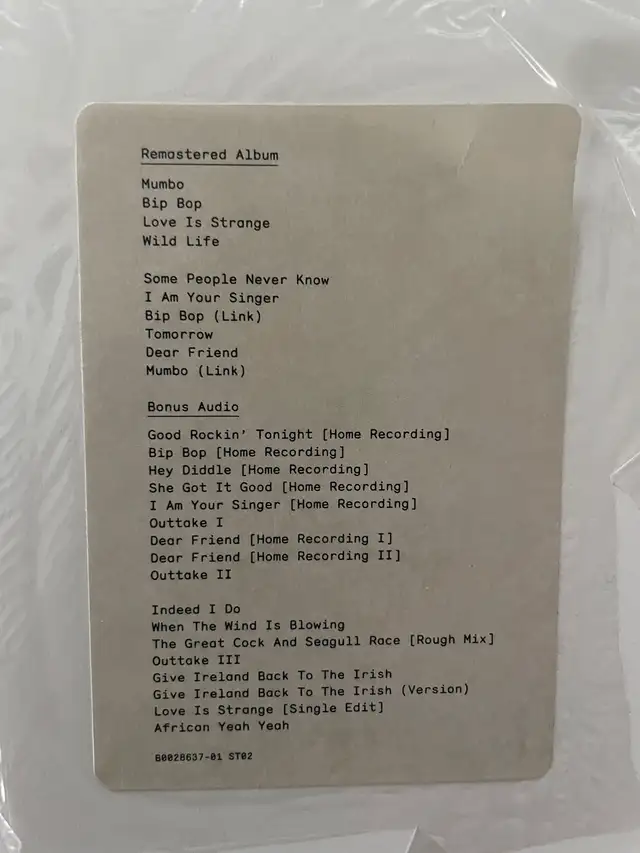 Remastered Album
Mumbo
Bip Bop
Love Is Strange
Wild Life
Some People Never Know
I Am Your Singer
Bip Bop (Link)
Tomorrow
Dear Friend
Mumbo (Link)
Bonus Audio
Good Rockin' Tonight [Home Recording]
Bip Bop [Home Recording]
Hey Diddle [Home Recording]
She Got It Good [Home Recording]
I Am Your Singer [Home Recording]
Outtake I
Dear Friend [Home Recording I]
Dear Friend [Home Recording II]
Outtake II
Indeed I Do
When The Wind Is Blowing
The Great Cock And Seagull Race [Rough Mix]
Outtake III
Give Ireland Back To The Irish
Give Ireland Back To The Irish (Version)
Love Is Strange [Single Edit]
African Yeah Yeah
B0028637-01 ST02